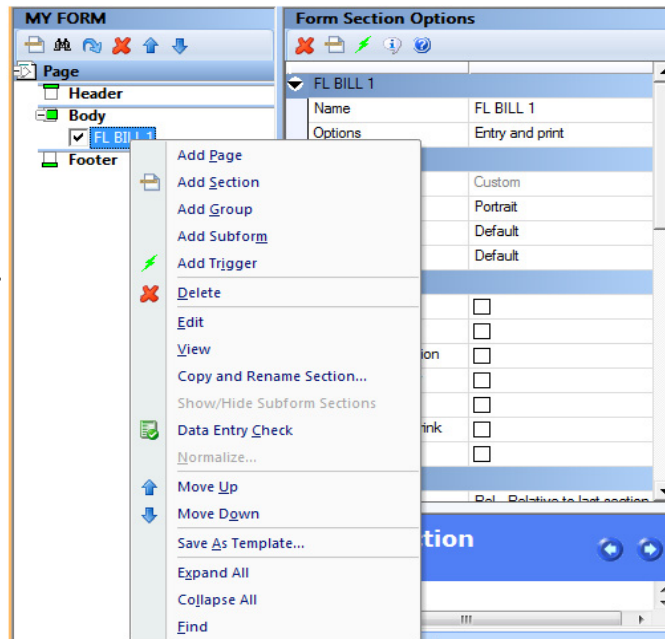 MY FORM
Page
Header
Body
FL BILL 1
Footer
Add Page
Add Section
Add Group
Add Subform
Add Trigger
Delete
Edit
View
Copy and Rename Section...
Show/Hide Subform Sections
Data Entry Check
Normalize...
Move Up
Move Down
Save As Template...
Expand All
Collapse All
Find
Form Section Options
FL BILL 1
Name FL BILL 1
Options Entry and print
Custom
Portrait
Default
Default
ion
rink
Rel - Relative to last section
tion